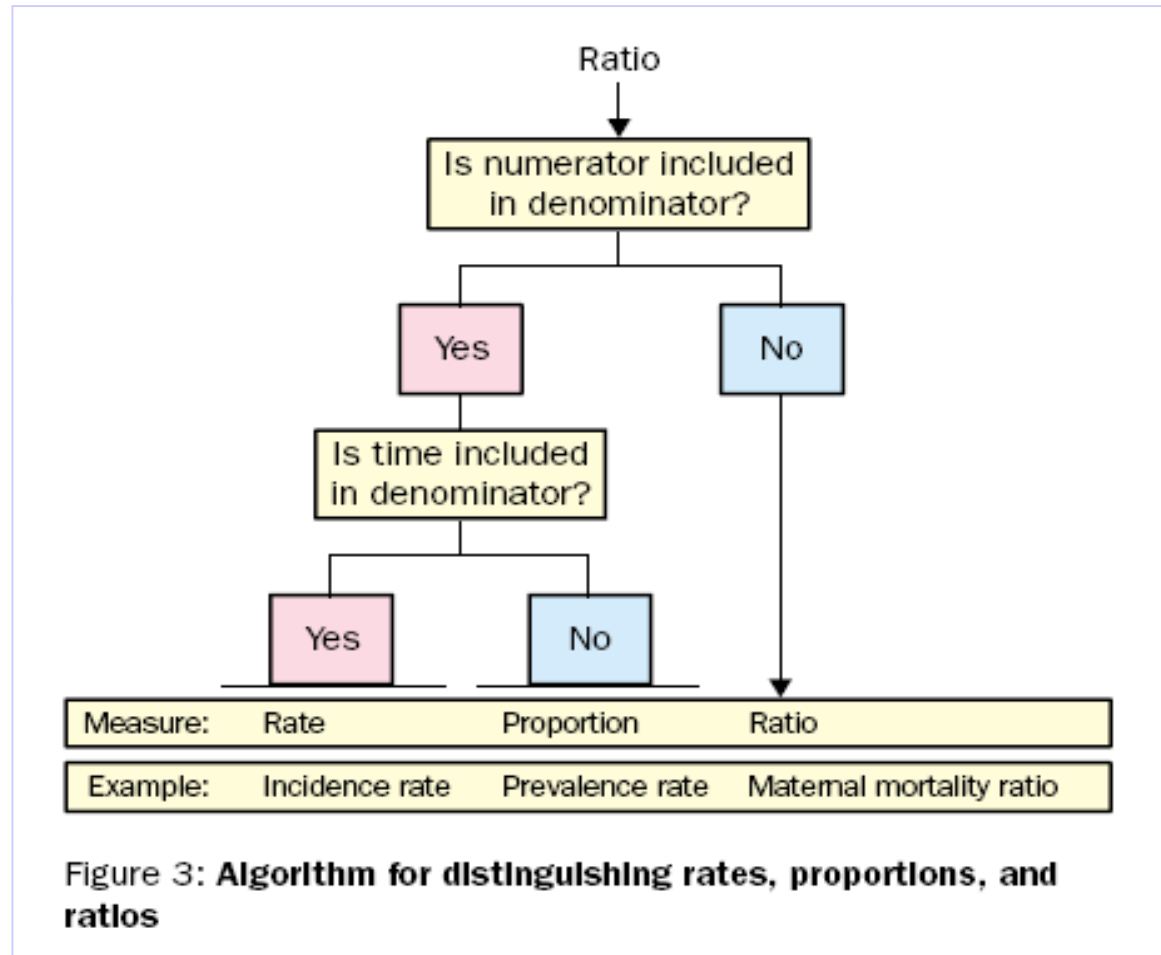 Ratio
Is numerator included
in denominator?
Yes
No
Is time included
in denominator?
Yes
No
Measure: Rate Proportion Ratio
Example: Incidence rate Prevalence rate Maternal mortality ratio
Figure 3: Algorithm for distinguishing rates, proportions, and
ratios